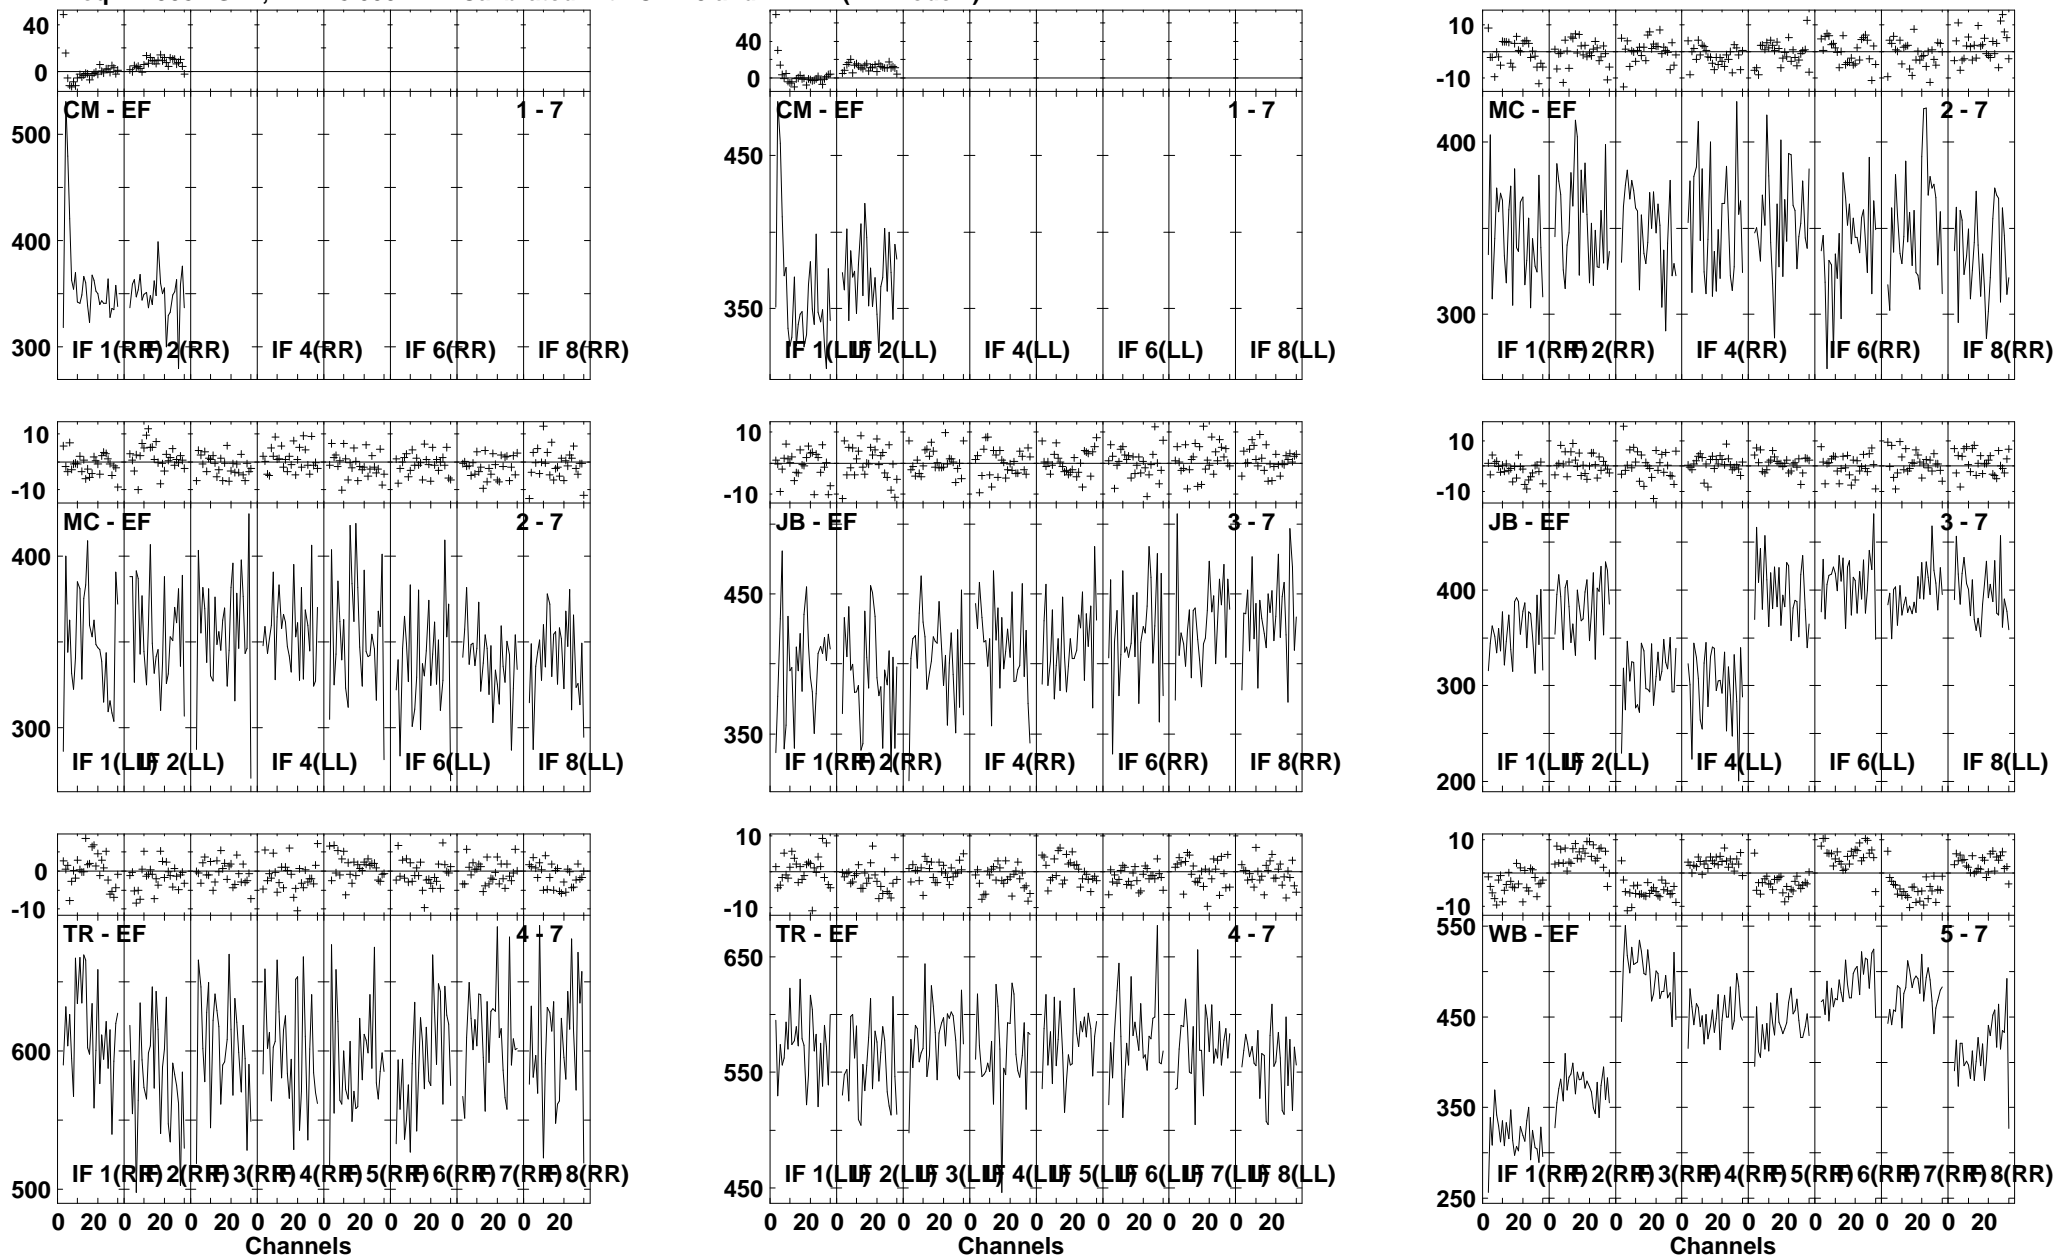 40
0
CM - EF 1 - 7
500
400
300
IF 1(RR) IF 2(RR) IF 4(RR) IF 6(RR) IF 8(RR)
40
0
CM - EF 1 - 7
450
350
IF 1(LL) IF 2(LL) IF 4(LL) IF 6(LL) IF 8(LL)
10
-10
MC - EF 2 - 7
400
300
IF 1(RR) IF 2(RR) IF 4(RR) IF 6(RR) IF 8(RR)
10
-10
MC - EF 2 - 7
400
300
IF 1(LL) IF 2(LL) IF 4(LL) IF 6(LL) IF 8(LL)
10
-10
JB - EF 3 - 7
450
350
IF 1(RR) IF 2(RR) IF 4(RR) IF 6(RR) IF 8(RR)
10
-10
JB - EF 3 - 7
400
300
200
IF 1(LL) IF 2(LL) IF 4(LL) IF 6(LL) IF 8(LL)
0
-10
TR - EF 4 - 7
600
500
IF 1(RR) IF 2(RR) IF 3(RR) IF 4(RR) IF 5(RR) IF 6(RR) IF 7(RR) IF 8(RR)
0 20 0 20 0 20 0 20 0 20 0 20 0 20 0 20
Channels
10
-10
TR - EF 4 - 7
650
550
450
IF 1(LL) IF 2(LL) IF 3(LL) IF 4(LL) IF 5(LL) IF 6(LL) IF 7(LL) IF 8(LL)
0 20 0 20 0 20 0 20 0 20 0 20 0 20 0 20
Channels
10
-10
WB - EF 5 - 7
550
450
350
250
IF 1(RR) IF 2(RR) IF 3(RR) IF 4(RR) IF 5(RR) IF 6(RR) IF 7(RR) IF 8(RR)
0 20 0 20 0 20 0 20 0 20 0 20 0 20 0 20
Channels